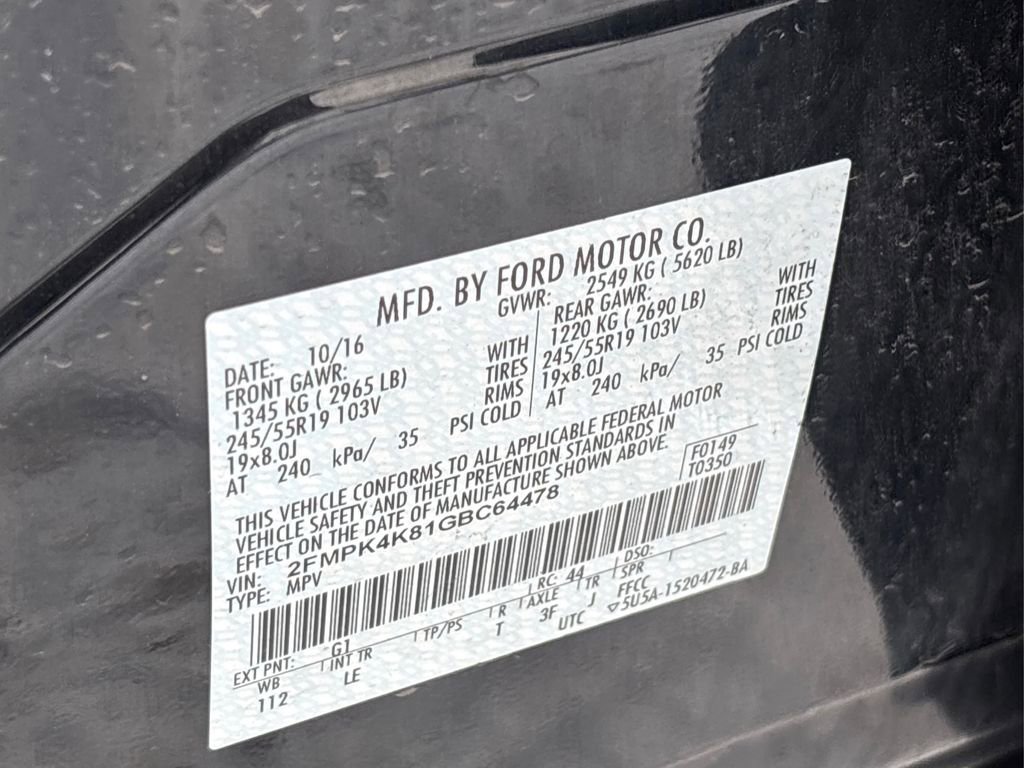 MFD. BY FORD MOTOR CO.
DATE: 10/16 GVWR: 2549 KG ( 5620 LB)
FRONT GAWR: REAR GAWR:
1345 KG ( 2965 LB) WITH 1220 KG ( 2690 LB) WITH
245/55R19 103V TIRES 245/55R19 103V TIRES
19x8.0J RIMS 19x8.0J RIMS
AT 240 kPa/ 35 PSI COLD AT 240 kPa/ 35 PSI COLD
THIS VEHICLE CONFORMS TO ALL APPLICABLE FEDERAL MOTOR
VEHICLE SAFETY AND THEFT PREVENTION STANDARDS IN
EFFECT ON THE DATE OF MANUFACTURE SHOWN ABOVE.
VIN: 2FMPK4K81GBC64478 F0149
TYPE: MPV T0350
EXT PNT: G1 RC: 44 DSO:
WB INT TR TP/PS R AXLE TR SPR
112 LE T 3F J FFCC
UTC ▽5U5A-1520472-BA